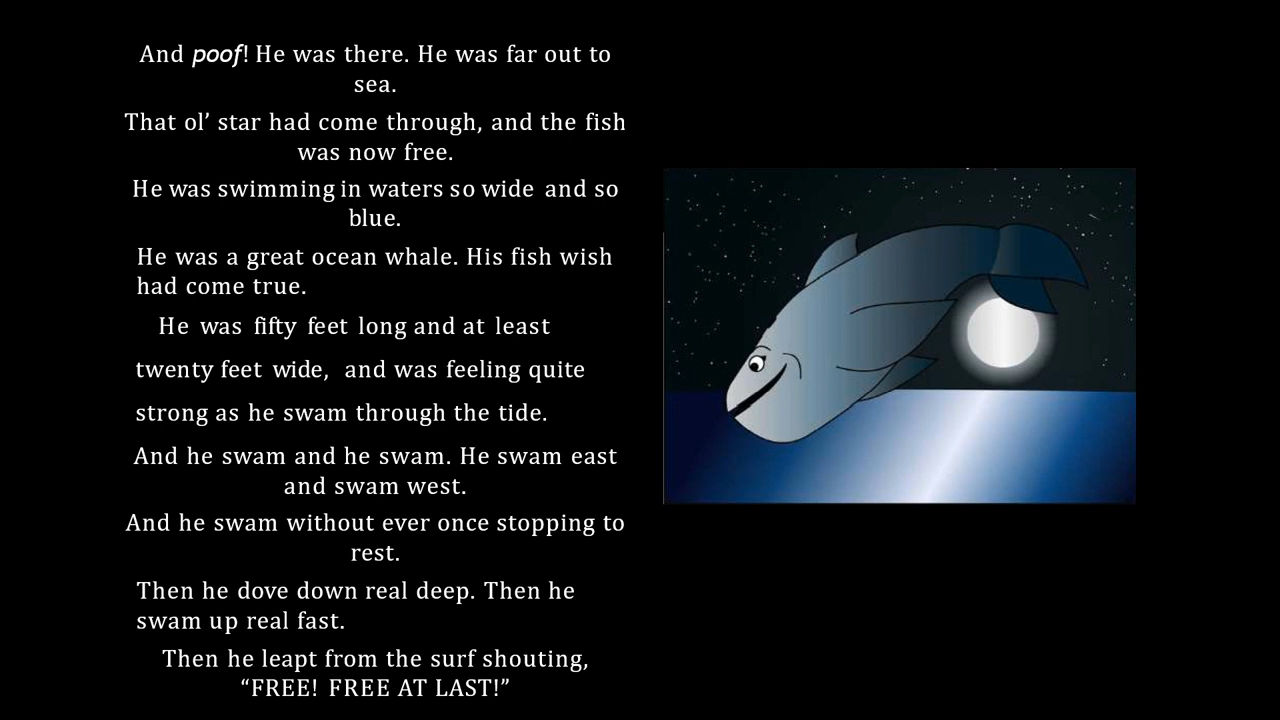 And poof! He was there. He was far out to
sea.
That ol’ star had come through, and the fish
was now free.
He was swimming in waters so wide and so
blue.
He was a great ocean whale. His fish wish
had come true.
He was fifty feet long and at least
twenty feet wide, and was feeling quite
strong as he swam through the tide.
And he swam and he swam. He swam east
and swam west.
And he swam without ever once stopping to
rest.
Then he dove down real deep. Then he
swam up real fast.
Then he leapt from the surf shouting,
“FREE! FREE AT LAST!”